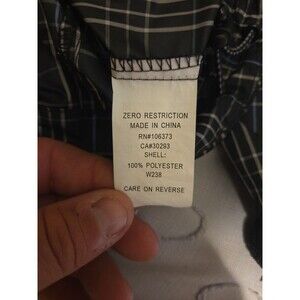 ZERO RESTRICTION
MADE IN CHINA
RN#106373
CA#30293
SHELL:
100% POLYESTER
W238
CARE ON REVERSE